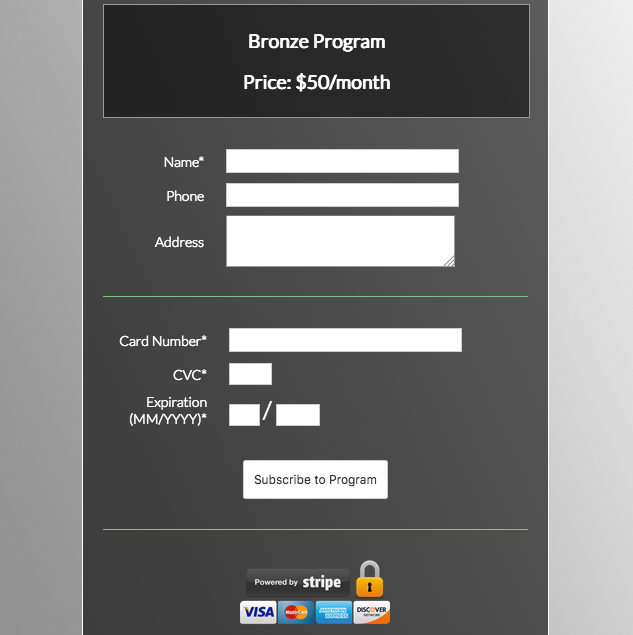 Bronze Program
Price: $50/month
Name*
Phone
Address
Card Number*
CVC*
Expiration
(MM/YYYY)*
/
Subscribe to Program
Powered by stripe
VISA MasterCard AMERICAN EXPRESS DISCOVER NETWORK